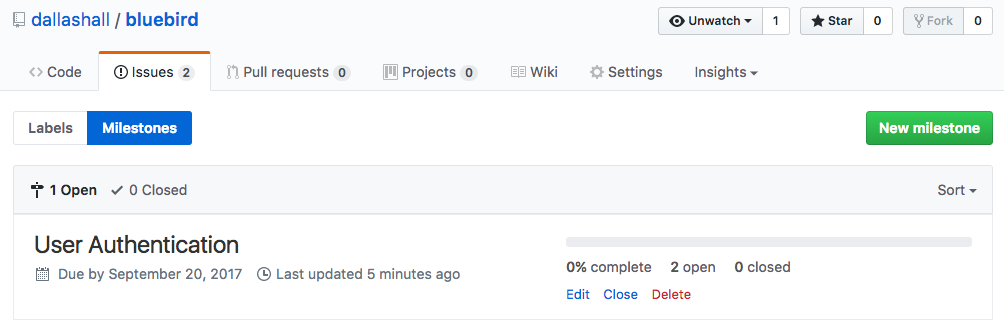 dallashall / bluebird Unwatch 1 Star 0 Fork 0
Code Issues 2 Pull requests 0 Projects 0 Wiki Settings Insights
Labels Milestones New milestone
1 Open 0 Closed Sort
User Authentication
Due by September 20, 2017 Last updated 5 minutes ago
0% complete 2 open 0 closed
Edit Close Delete